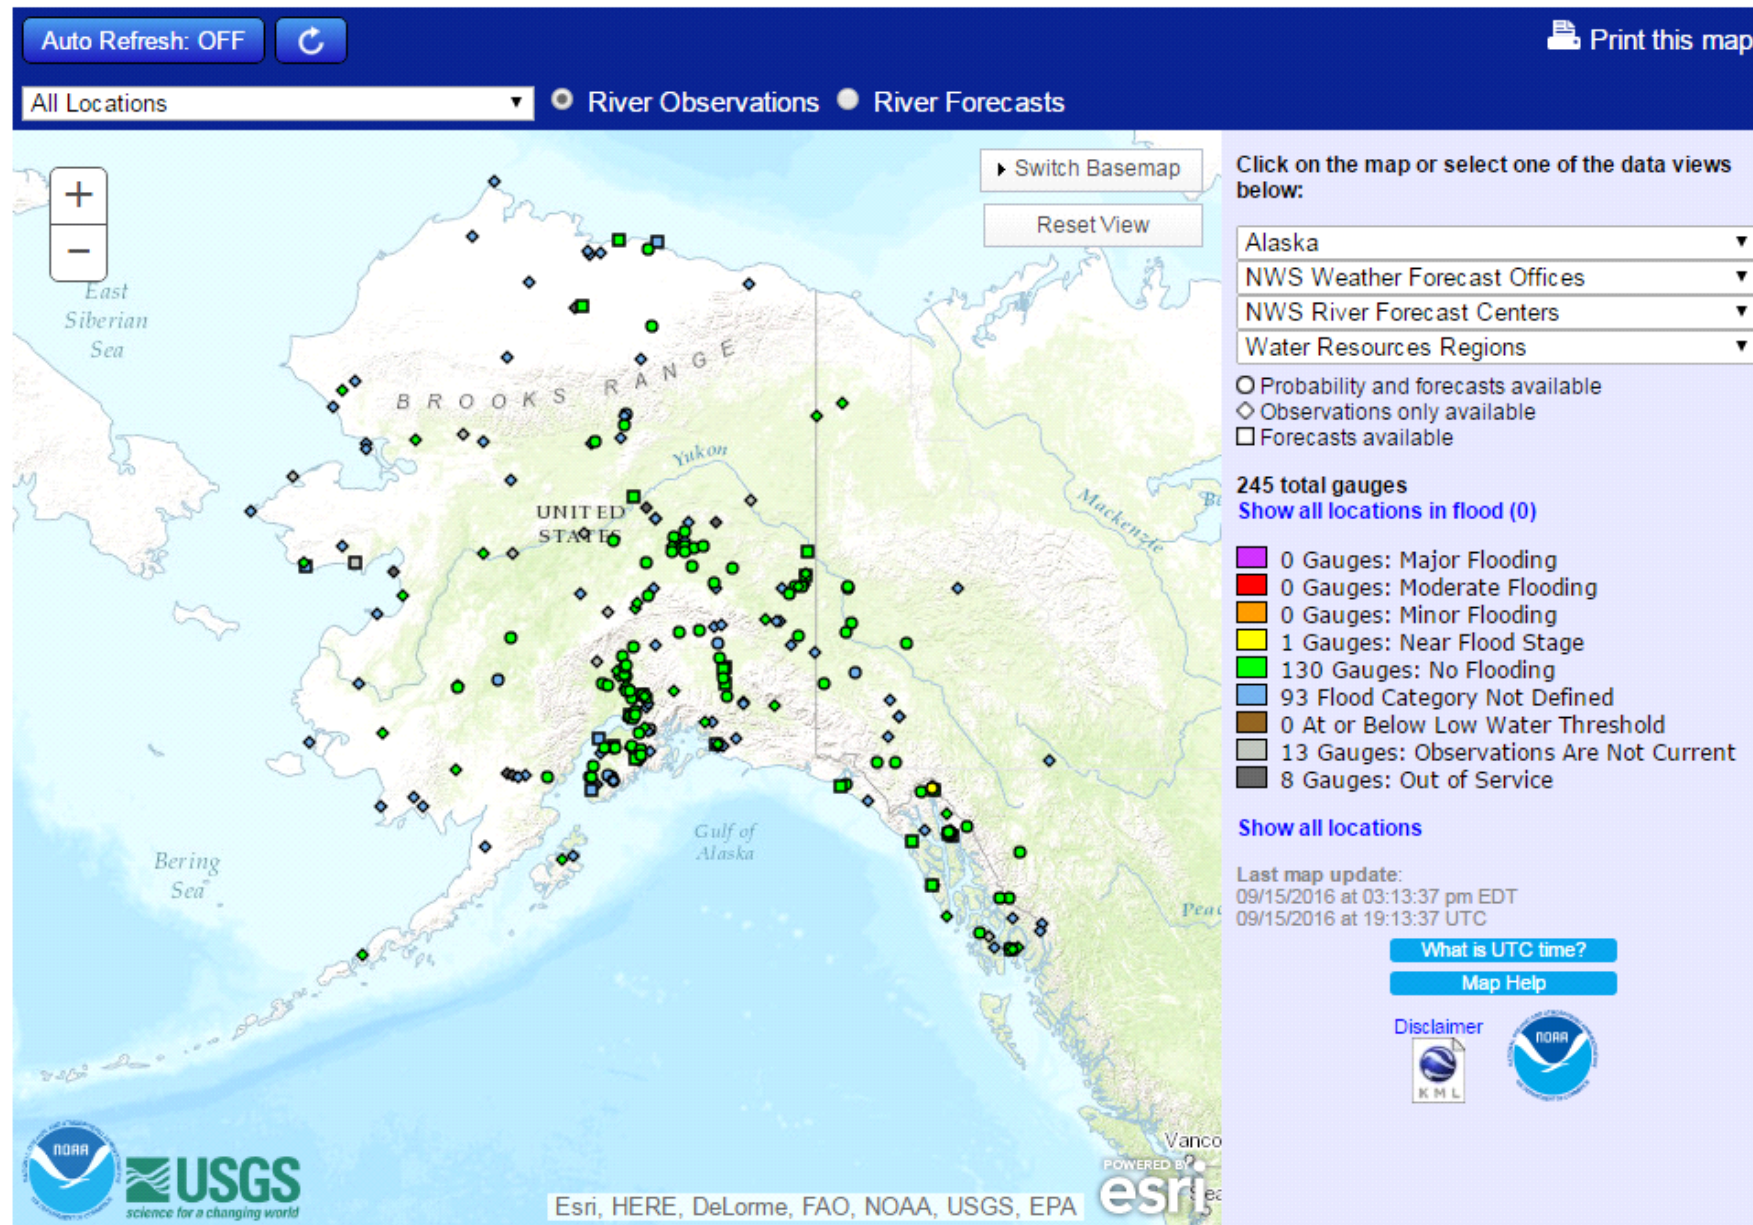 Auto Refresh: OFF
Print this map
All Locations
River Observations
River Forecasts
+
−
Switch Basemap
Reset View
East
Siberian
Sea
BROOKS RANGE
Yukon
Mackenzie
UNITED
STATES
Gulf of
Alaska
Bering
Sea
Peac
Vanco
Sea
NOAA
USGS
science for a changing world
Esri, HERE, DeLorme, FAO, NOAA, USGS, EPA
POWERED BY
esri
Click on the map or select one of the data views
below:
Alaska
NWS Weather Forecast Offices
NWS River Forecast Centers
Water Resources Regions
Probability and forecasts available
Observations only available
Forecasts available
245 total gauges
Show all locations in flood (0)
0 Gauges: Major Flooding
0 Gauges: Moderate Flooding
0 Gauges: Minor Flooding
1 Gauges: Near Flood Stage
130 Gauges: No Flooding
93 Flood Category Not Defined
0 At or Below Low Water Threshold
13 Gauges: Observations Are Not Current
8 Gauges: Out of Service
Show all locations
Last map update:
09/15/2016 at 03:13:37 pm EDT
09/15/2016 at 19:13:37 UTC
What is UTC time?
Map Help
Disclaimer
KML
NOAA